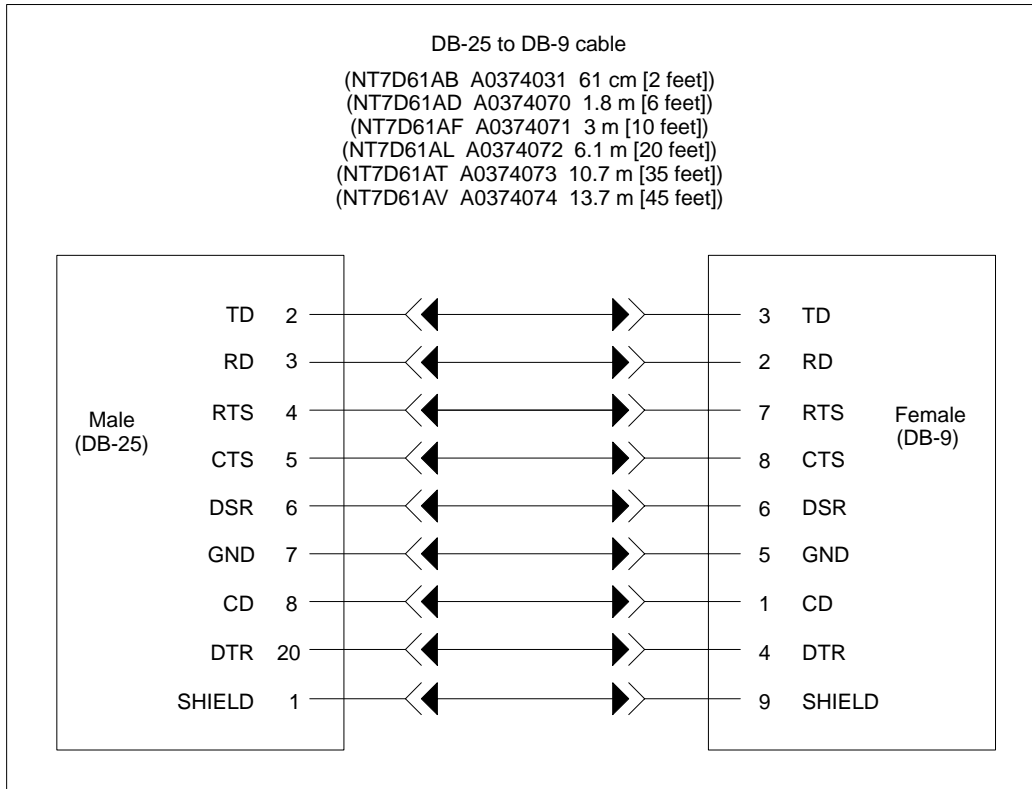 DB-25 to DB-9 cable
(NT7D61AB A0374031 61 cm [2 feet])
(NT7D61AD A0374070 1.8 m [6 feet])
(NT7D61AF A0374071 3 m [10 feet])
(NT7D61AL A0374072 6.1 m [20 feet])
(NT7D61AT A0374073 10.7 m [35 feet])
(NT7D61AV A0374074 13.7 m [45 feet])
Male
(DB-25)
TD 2 3 TD
RD 3 2 RD
RTS 4 7 RTS
CTS 5 8 CTS
DSR 6 6 DSR
GND 7 5 GND
CD 8 1 CD
DTR 20 4 DTR
SHIELD 1 9 SHIELD
Female
(DB-9)